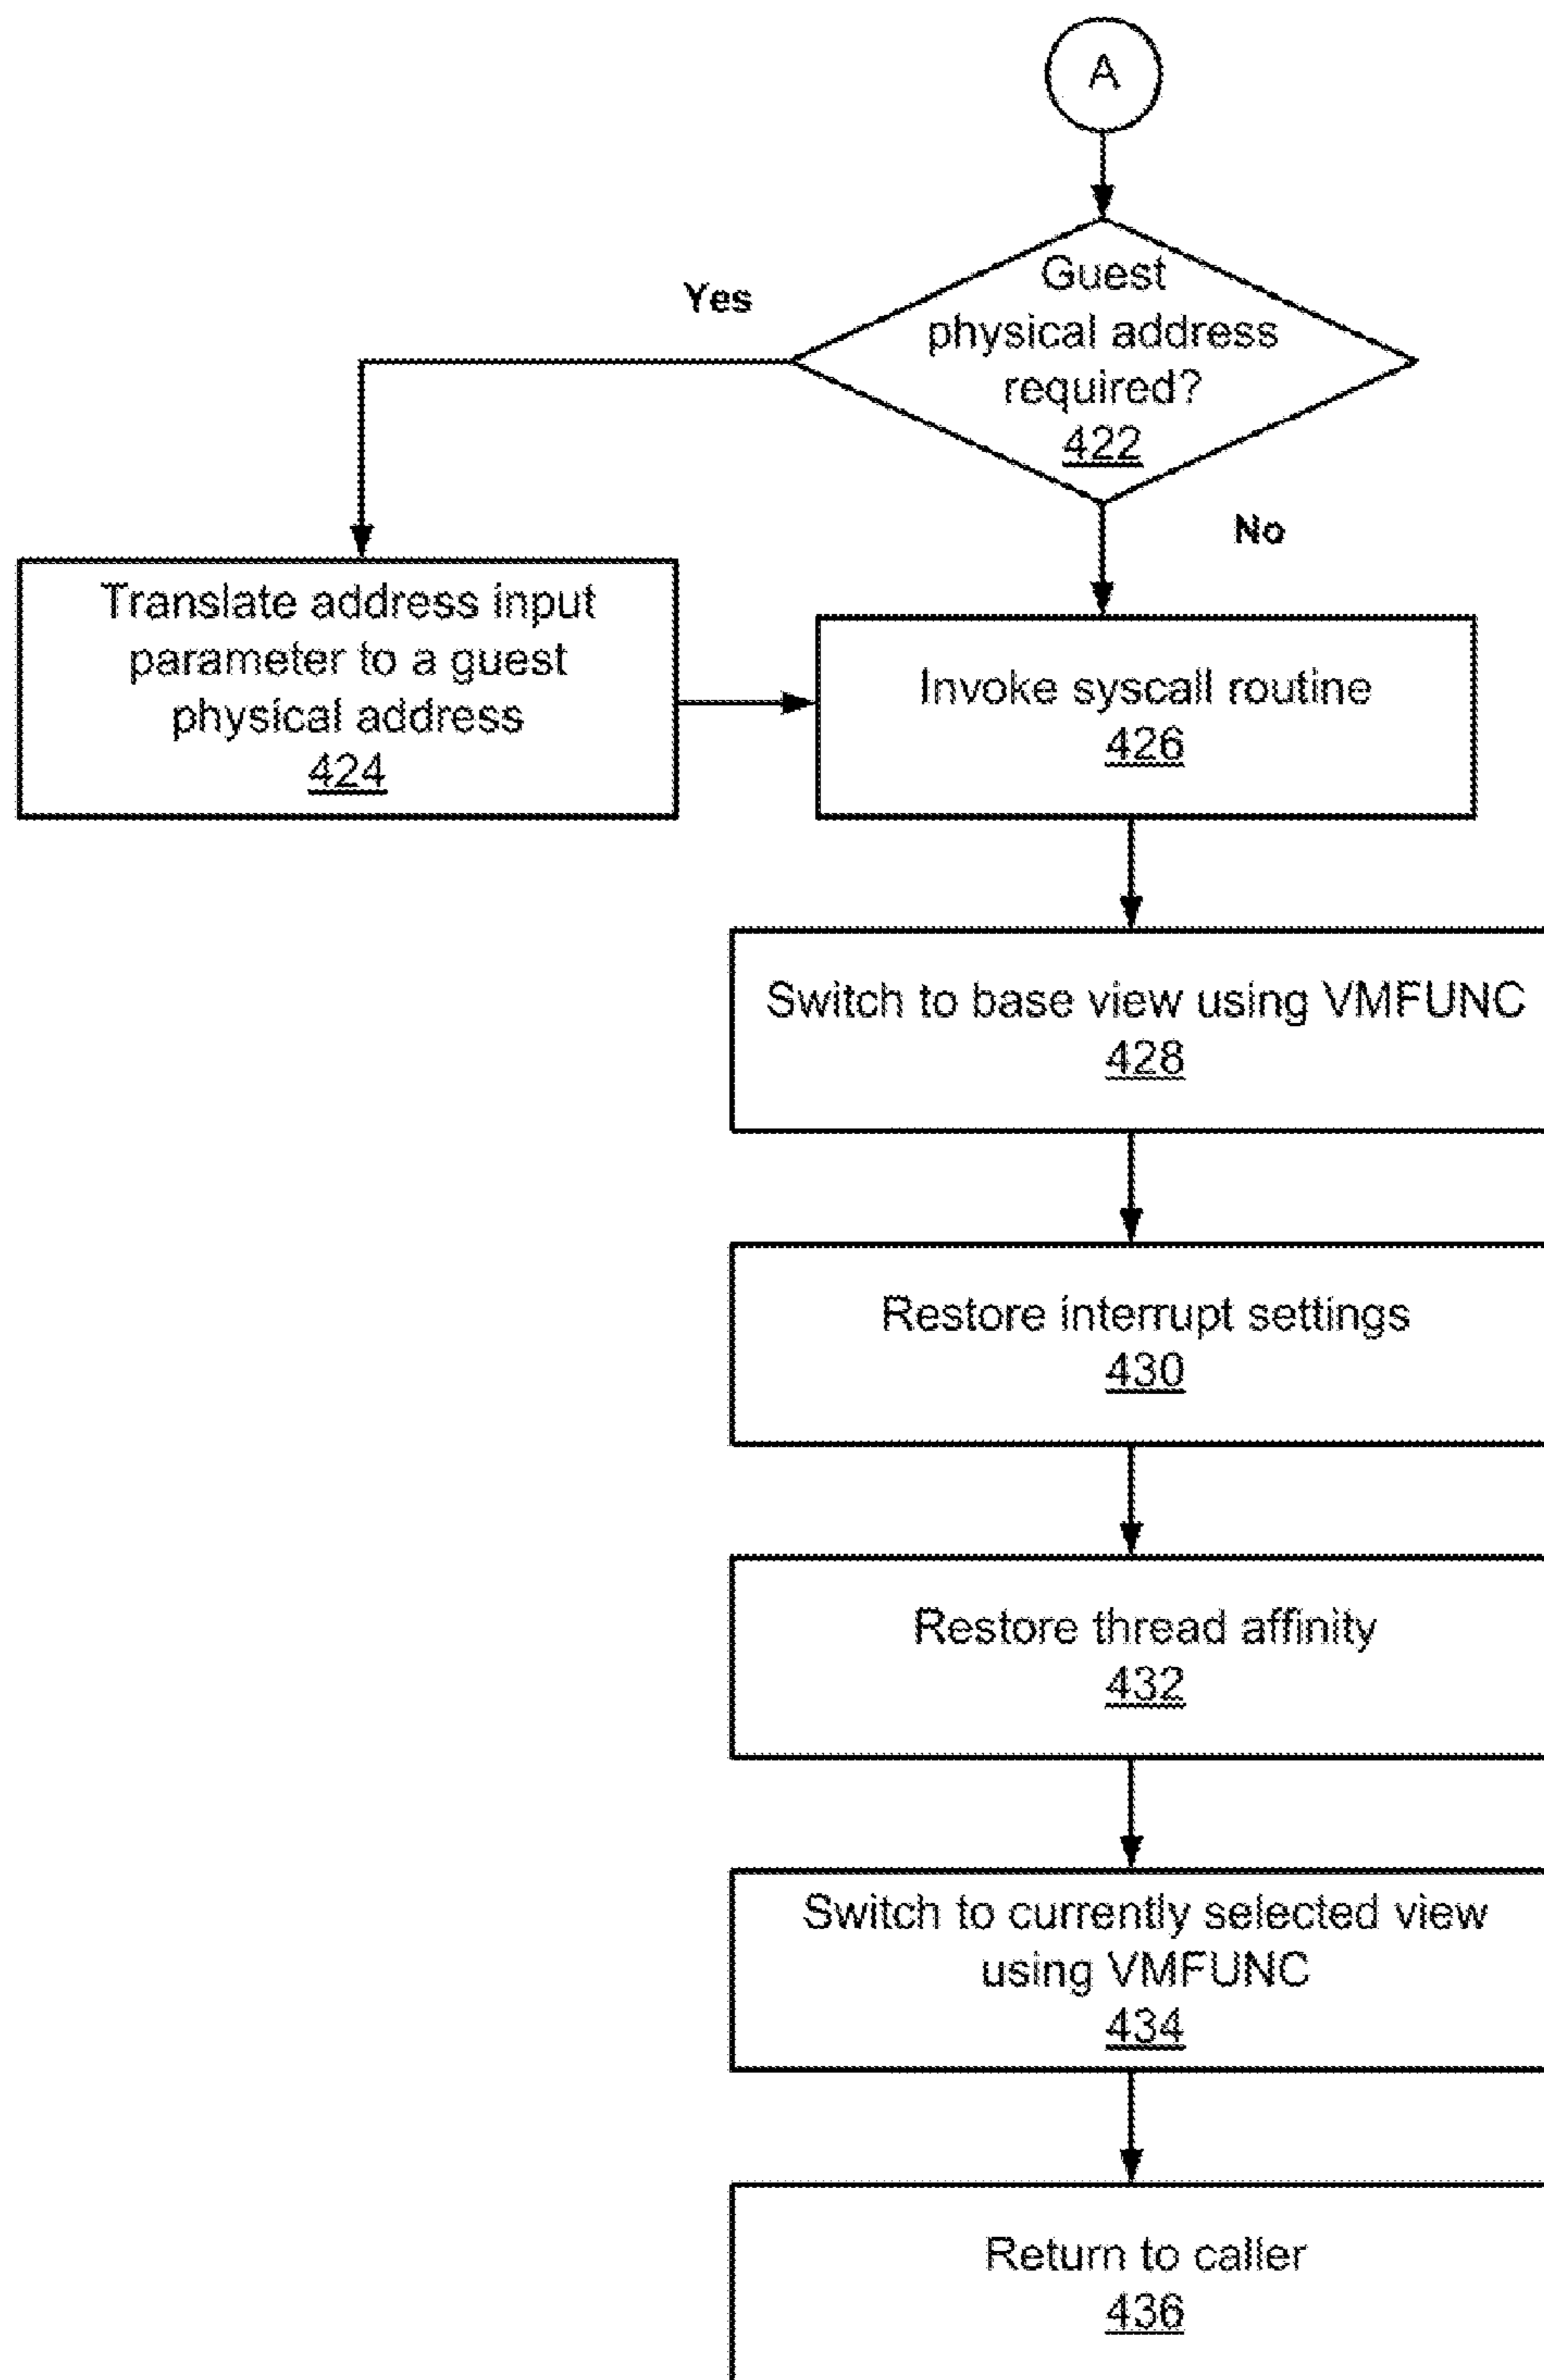 A
Guest
physical address
required?
422
Yes
No
Translate address input
parameter to a guest
physical address
424
Invoke syscall routine
426
Switch to base view using VMFUNC
428
Restore interrupt settings
430
Restore thread affinity
432
Switch to currently selected view
using VMFUNC
434
Return to caller
436